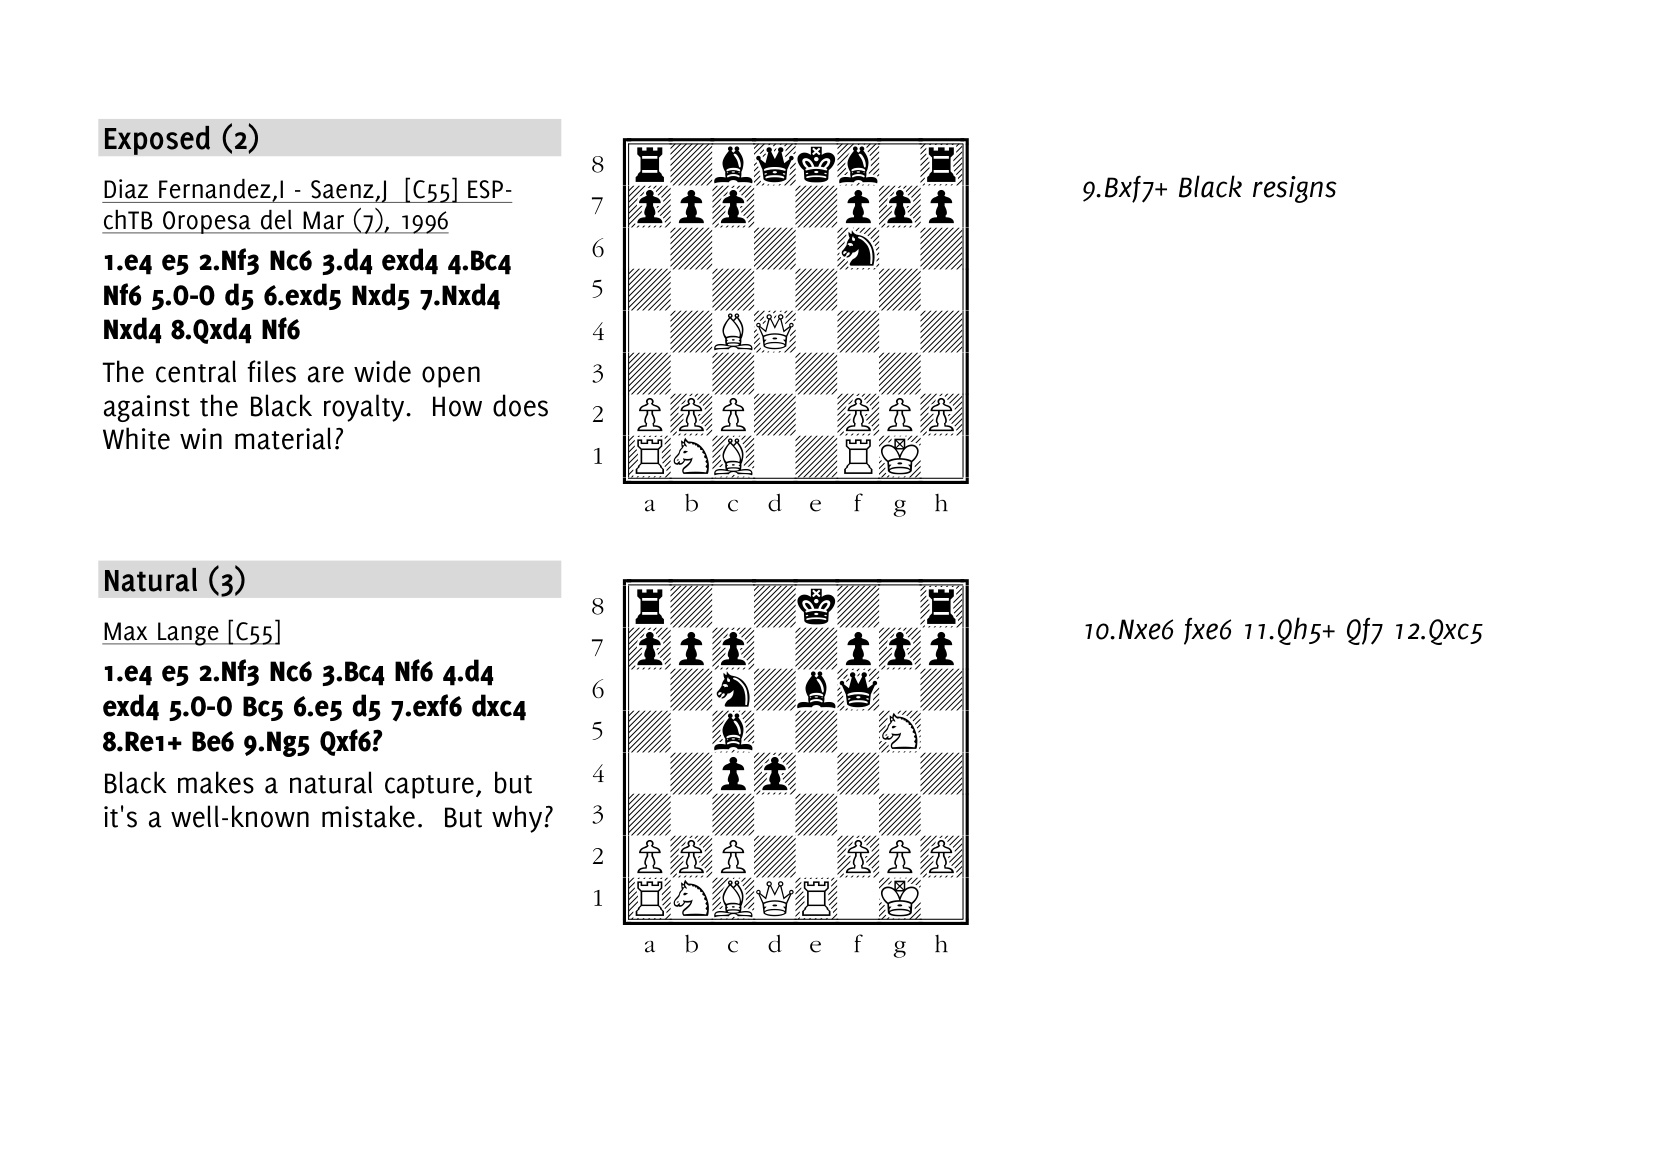 Exposed (2)
Diaz Fernandez,I - Saenz,J [C55] ESP-
chTB Oropesa del Mar (7), 1996
1.e4 e5 2.Nf3 Nc6 3.d4 exd4 4.Bc4
Nf6 5.0-0 d5 6.exd5 Nxd5 7.Nxd4
Nxd4 8.Qxd4 Nf6
The central files are wide open
against the Black royalty. How does
White win material?
8
7
6
5
4
3
2
1
a b c d e f g h
9.Bxf7+ Black resigns
Natural (3)
Max Lange [C55]
1.e4 e5 2.Nf3 Nc6 3.Bc4 Nf6 4.d4
exd4 5.0-0 Bc5 6.e5 d5 7.exf6 dxc4
8.Re1+ Be6 9.Ng5 Qxf6?
Black makes a natural capture, but
it's a well-known mistake. But why?
8
7
6
5
4
3
2
1
a b c d e f g h
10.Nxe6 fxe6 11.Qh5+ Qf7 12.Qxc5